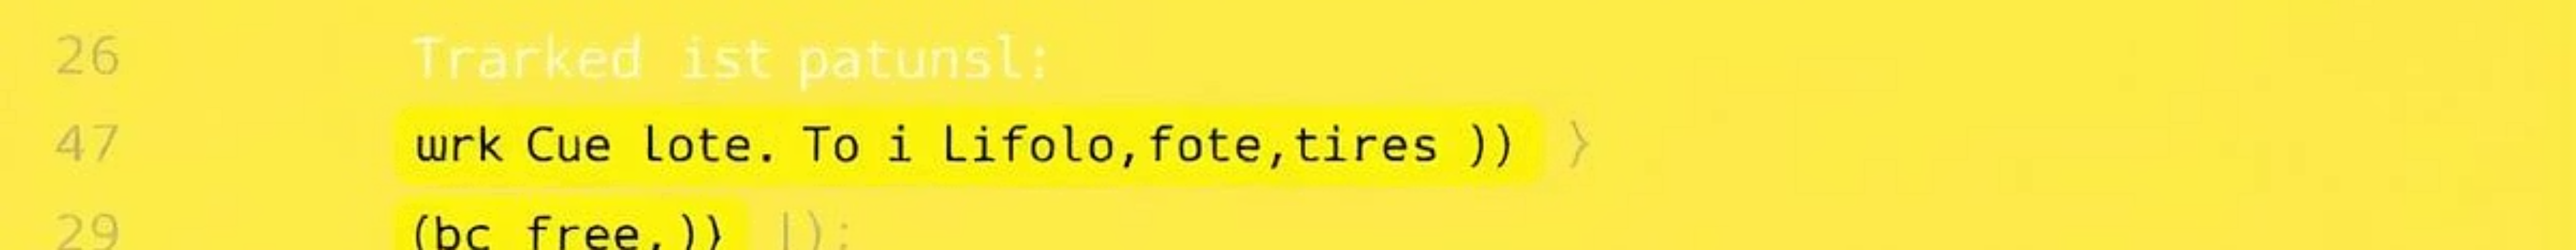 26 Trarked ist patunsl:
47 wrk Cue lote. To i Lifolo,fote,tires )) }
29 (bc free,)) |);